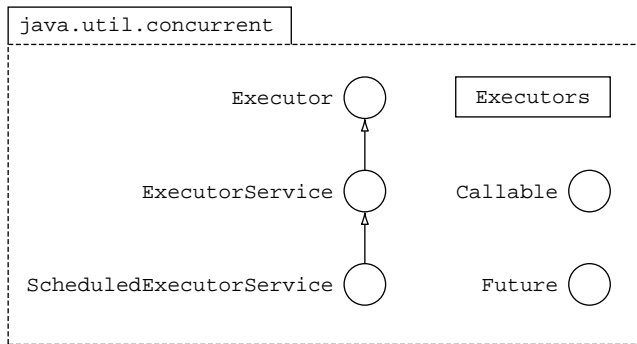 java.util.concurrent
Executor
Executors
ExecutorService
Callable
ScheduledExecutorService
Future